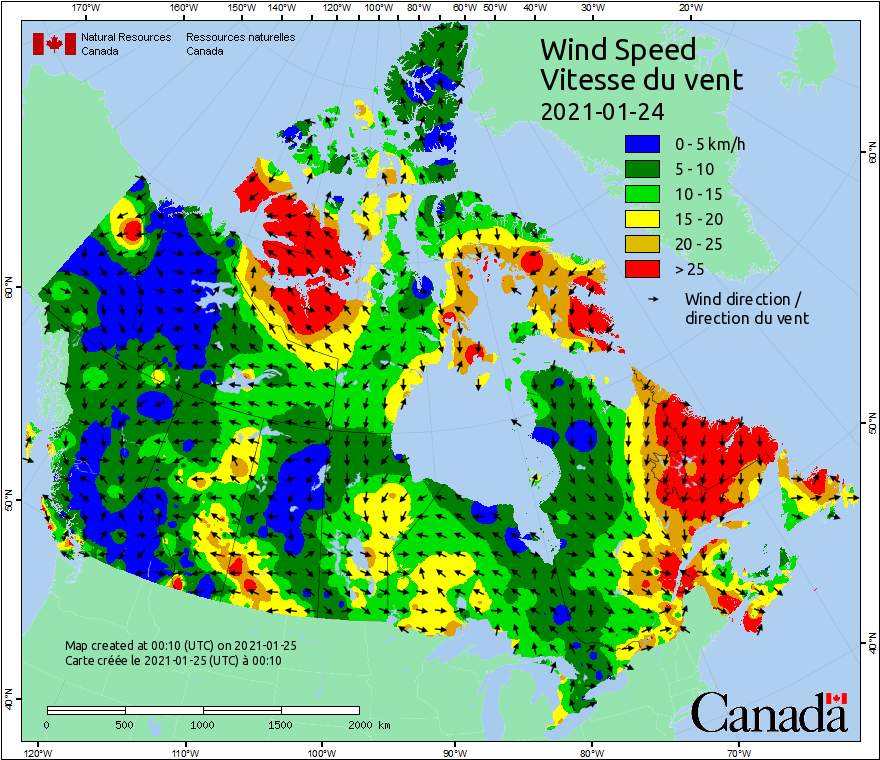 170°W 160°W 150°W 140°W 130°W 120°W 110°W 100°W 90°W 80°W 70°W 60°W 50°W 40°W 30°W 20°W
Natural Resources Ressources naturelles
Canada Canada
Wind Speed
Vitesse du vent
2021-01-24
0 - 5 km/h
5 - 10
10 - 15
15 - 20
20 - 25
> 25
Wind direction /
direction du vent
60°N 60°N
50°N 50°N
40°N 40°N
Map created at 00:10 (UTC) on 2021-01-25
Carte créée le 2021-01-25 (UTC) à 00:10
0 500 1000 1500 2000 km
Canada
120°W 110°W 100°W 90°W 80°W 70°W